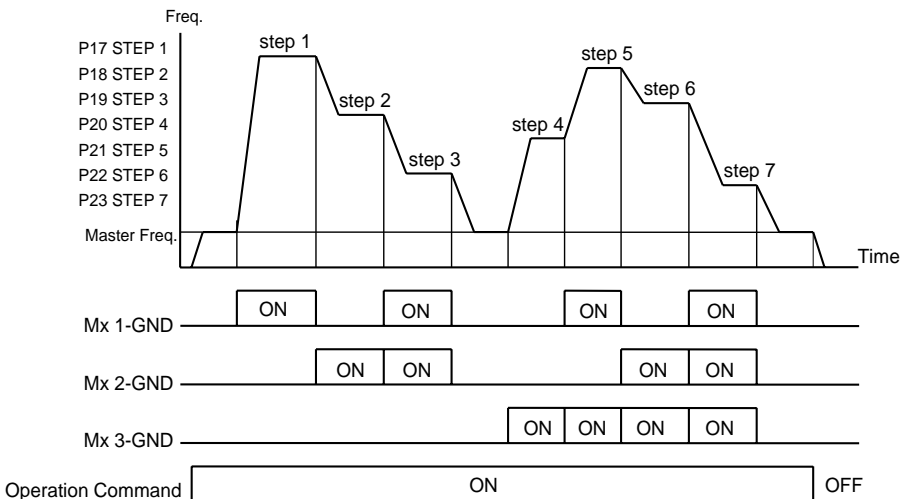 Freq.
P17 STEP 1
P18 STEP 2
P19 STEP 3
P20 STEP 4
P21 STEP 5
P22 STEP 6
P23 STEP 7
Master Freq.
step 1
step 2
step 3
step 4
step 5
step 6
step 7
Time
Mx 1-GND ON ON ON ON
Mx 2-GND ON ON ON ON
Mx 3-GND ON ON ON ON
Operation Command ON OFF